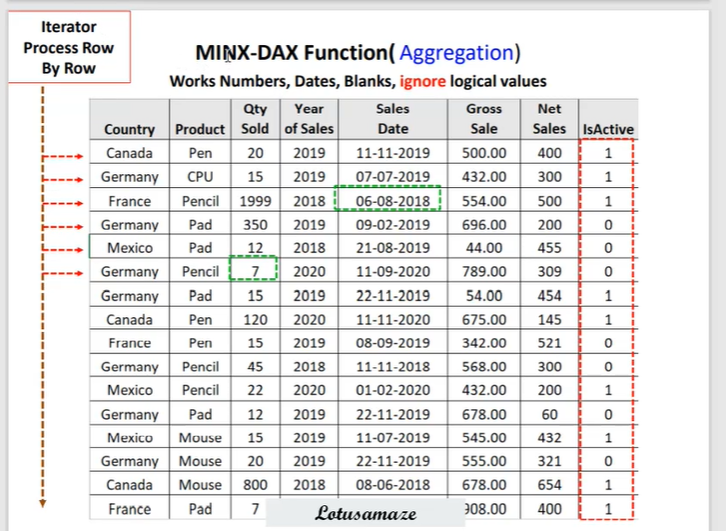 Iterator
Process Row
By Row
MINX-DAX Function( Aggregation)
Works Numbers, Dates, Blanks, ignore logical values
Country Product Qty Sold Year of Sales Sales Date Gross Sale Net Sales IsActive
Canada Pen 20 2019 11-11-2019 500.00 400 1
Germany CPU 15 2019 07-07-2019 432.00 300 1
France Pencil 1999 2018 06-08-2018 554.00 500 1
Germany Pad 350 2019 09-02-2019 696.00 200 0
Mexico Pad 12 2018 21-08-2019 44.00 455 0
Germany Pencil 7 2020 11-09-2020 789.00 309 0
Germany Pad 15 2019 22-11-2019 54.00 454 1
Canada Pen 120 2020 11-11-2020 675.00 145 1
France Pen 15 2019 08-09-2019 342.00 521 0
Germany Pencil 45 2018 11-11-2018 568.00 300 0
Mexico Pencil 22 2020 01-02-2020 432.00 200 1
Germany Pad 12 2019 22-11-2019 678.00 60 0
Mexico Mouse 15 2019 11-07-2019 545.00 432 1
Germany Mouse 20 2019 22-11-2019 555.00 321 0
Canada Mouse 800 2018 08-06-2018 678.00 654 1
France Pad 7 908.00 400 1
Lotusamaze